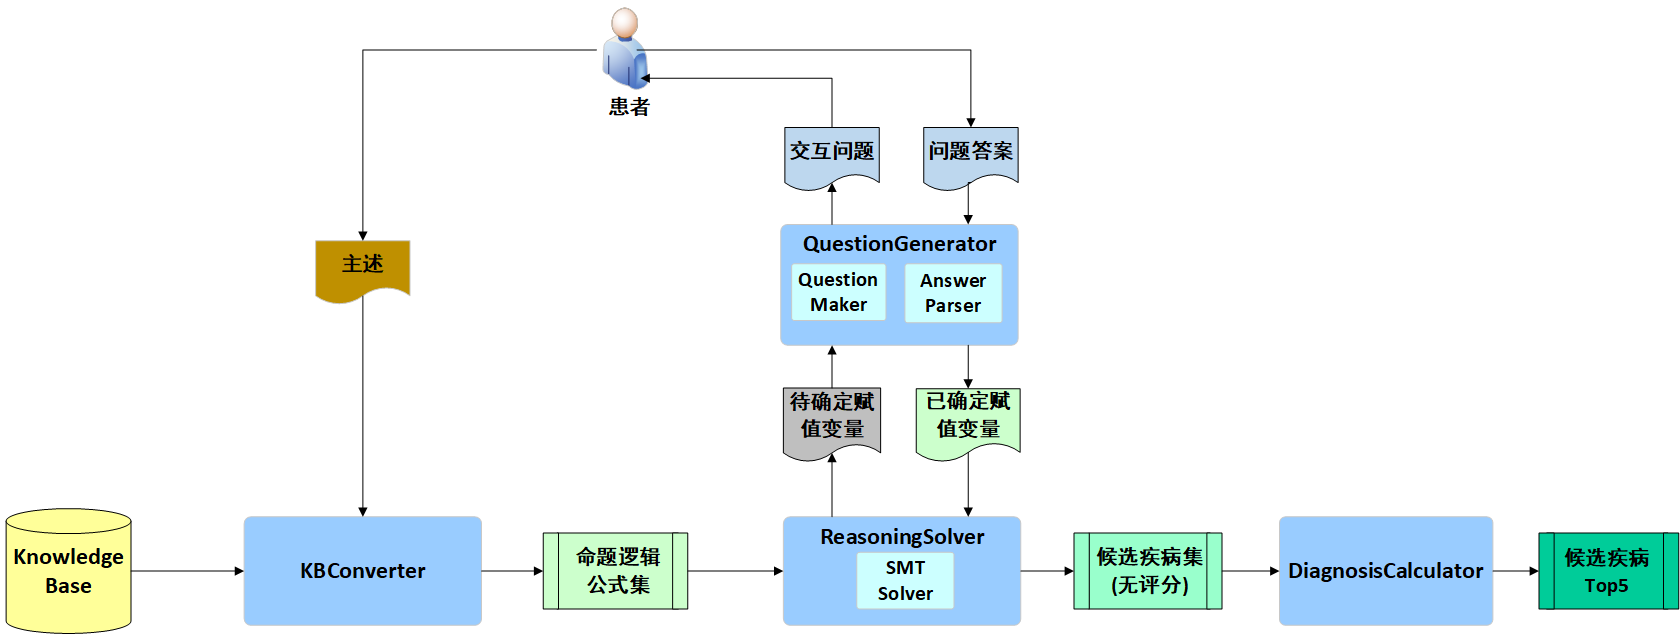 患者
交互问题
问题答案
主述
QuestionGenerator
Question
Maker
Answer
Parser
待确定赋
值变量
已确定赋
值变量
Knowledge
Base
KBConverter
命题逻辑
公式集
ReasoningSolver
SMT
Solver
候选疾病集
(无评分)
DiagnosisCalculator
候选疾病
Top5